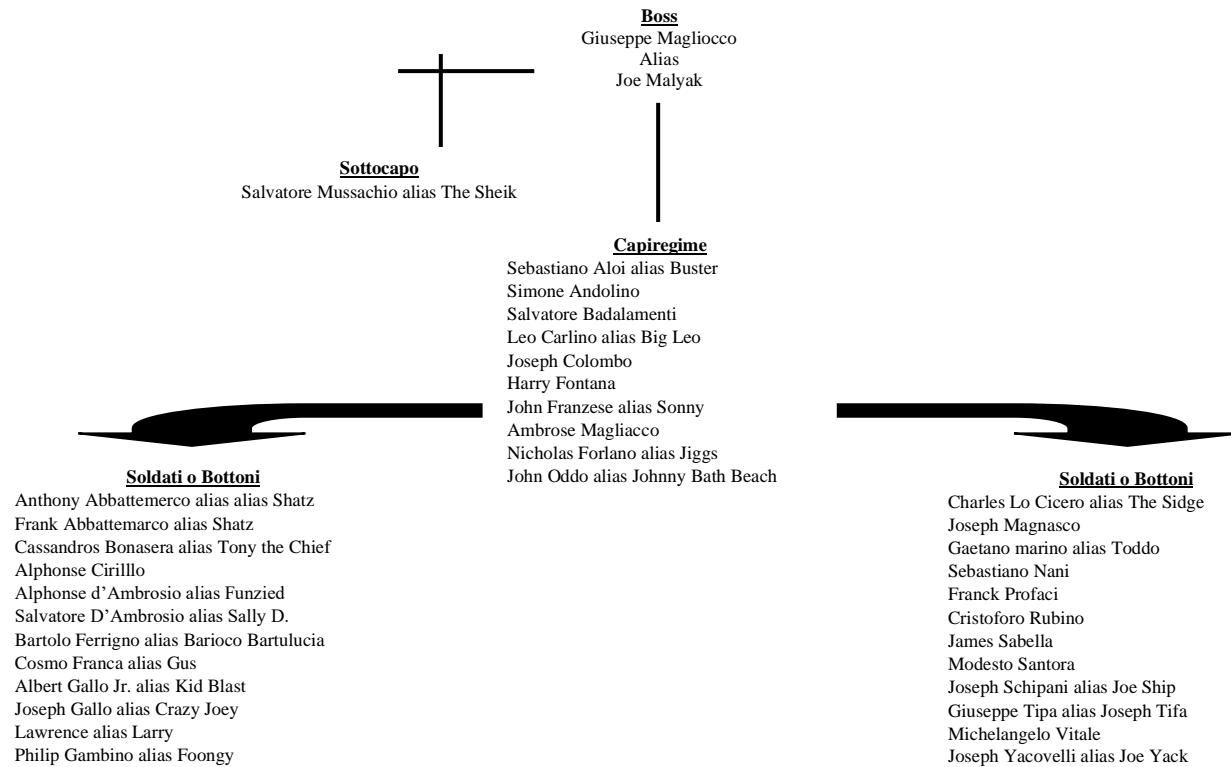 Boss
Giuseppe Magliocco
Alias
Joe Malyak
Sottocapo
Salvatore Mussachio alias The Sheik
Capiregime
Sebastiano Aloi alias Buster
Simone Andolino
Salvatore Badalamenti
Leo Carlino alias Big Leo
Joseph Colombo
Harry Fontana
John Franzese alias Sonny
Ambrose Magliacco
Nicholas Forlano alias Jiggs
John Oddo alias Johnny Bath Beach
Soldati o Bottoni
Anthony Abbattemerco alias alias Shatz
Frank Abbattemarco alias Shatz
Cassandros Bonasera alias Tony the Chief
Alphonse Cirilllo
Alphonse d’Ambrosio alias Funzied
Salvatore D’Ambrosio alias Sally D.
Bartolo Ferrigno alias Barioco Bartulucia
Cosmo Franca alias Gus
Albert Gallo Jr. alias Kid Blast
Joseph Gallo alias Crazy Joey
Lawrence alias Larry
Philip Gambino alias Foongy
Soldati o Bottoni
Charles Lo Cicero alias The Sidge
Joseph Magnasco
Gaetano marino alias Toddo
Sebastiano Nani
Franck Profaci
Cristoforo Rubino
James Sabella
Modesto Santora
Joseph Schipani alias Joe Ship
Giuseppe Tipa alias Joseph Tifa
Michelangelo Vitale
Joseph Yacovelli alias Joe Yack